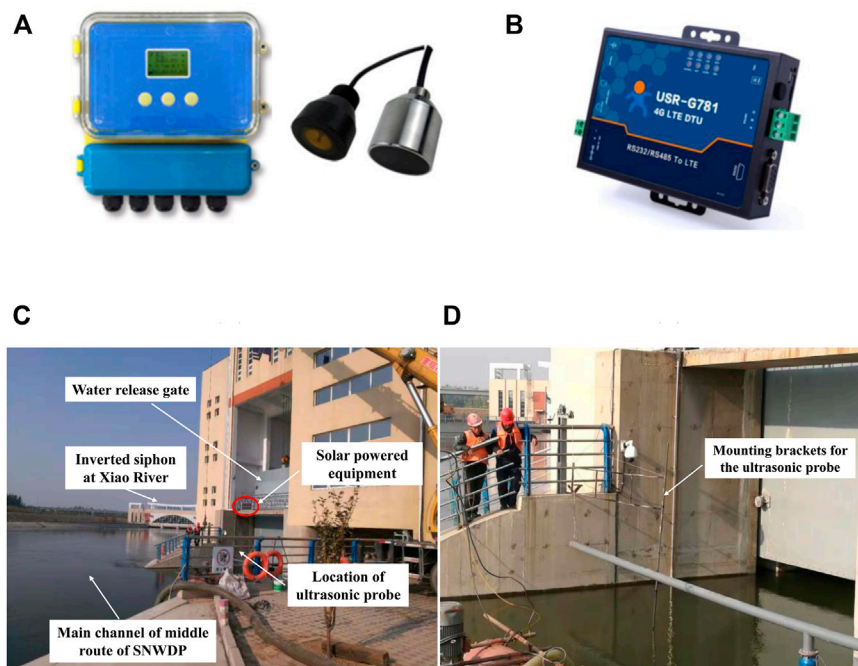 A
B
USR-G781
4G LTE DTU
RS232/RS485 To LTE
C
D
Water release gate
Inverted siphon
at Xiao River
Solar powered
equipment
Location of
ultrasonic probe
Main channel of middle
route of SNWDP
Mounting brackets for
the ultrasonic probe